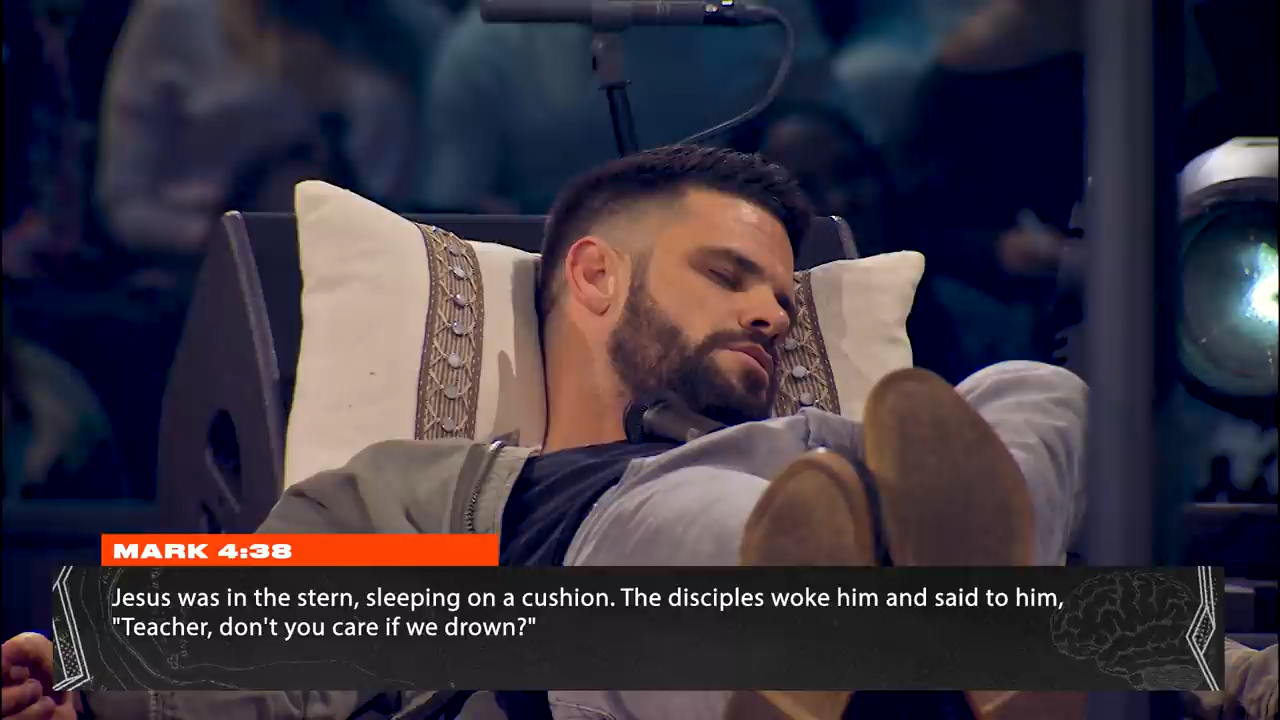 MARK 4:38
Jesus was in the stern, sleeping on a cushion. The disciples woke him and said to him,
"Teacher, don't you care if we drown?"